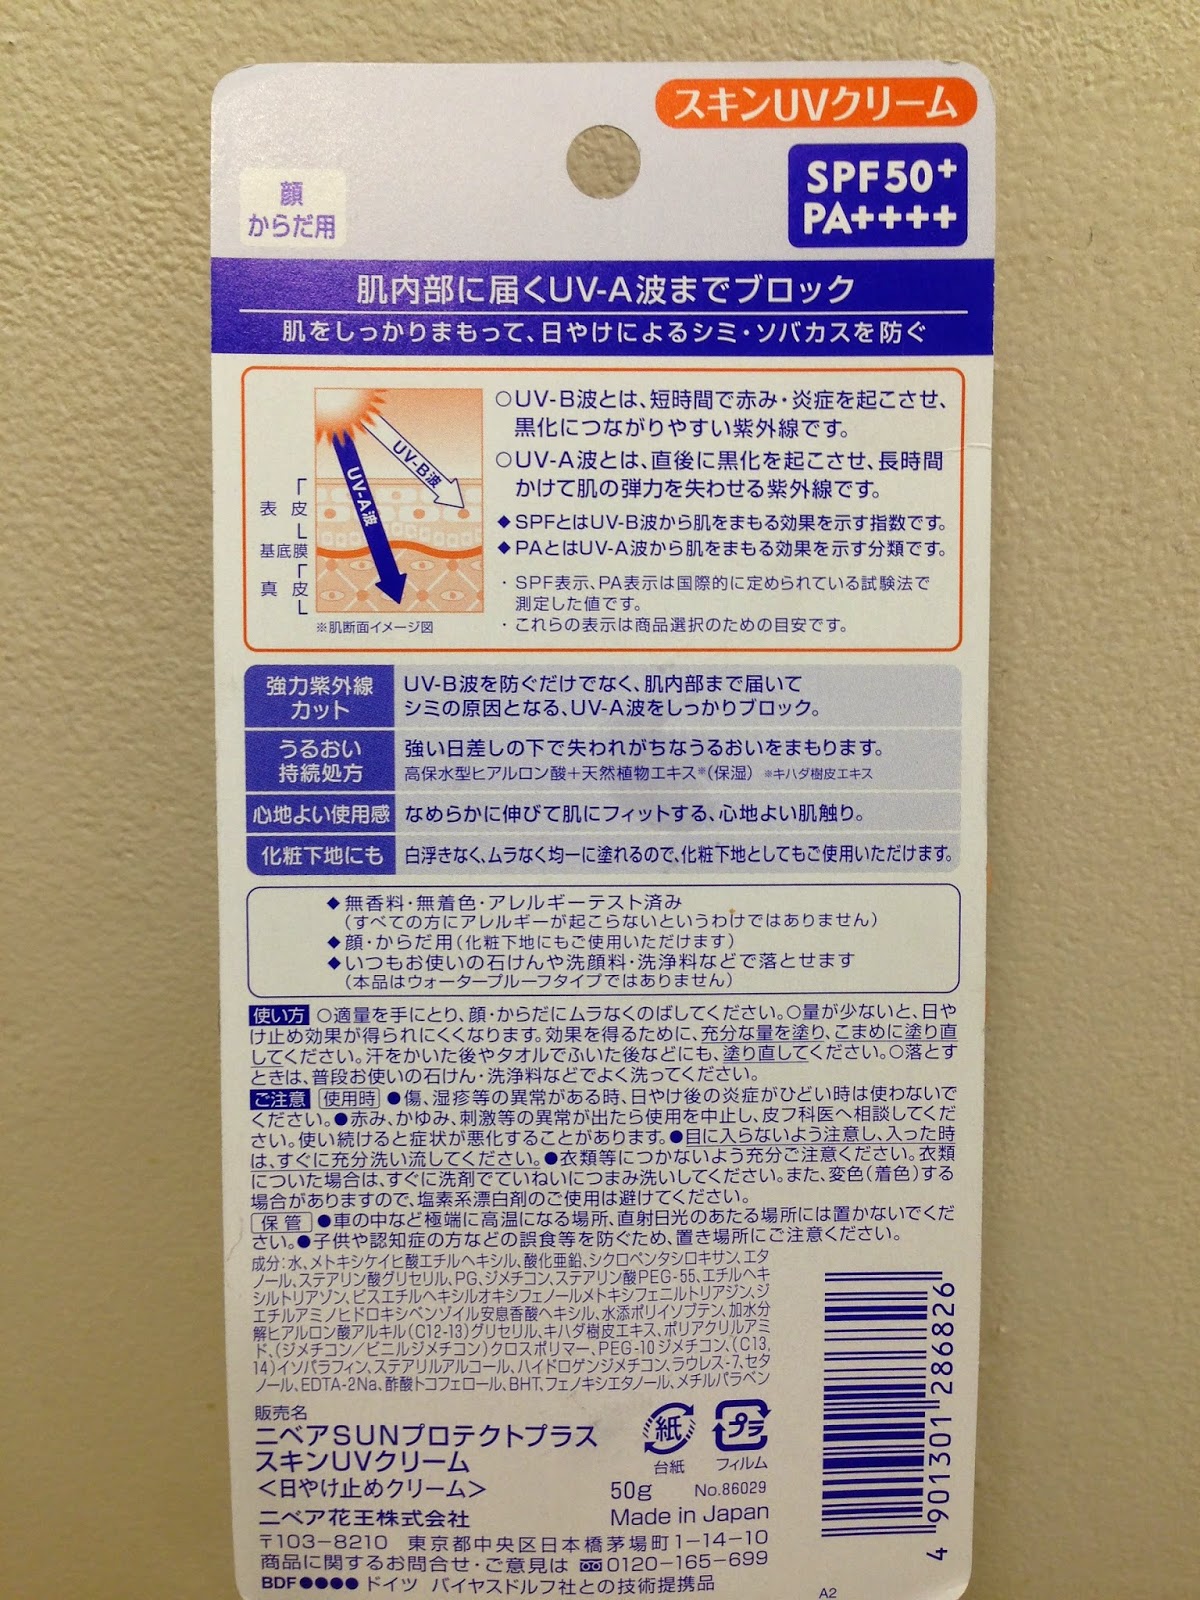 スキンUVクリーム
SPF50+
PA++++
顔
からだ用
肌内部に届くUV-A波までブロック
肌をしっかりまもって、日やけによるシミ・ソバカスを防ぐ
UV-B波
UV-A波
表皮
基底膜
真皮
※肌断面イメージ図
○UV-B波とは、短時間で赤み・炎症を起こさせ、
黒化につながりやすい紫外線です。
○UV-A波とは、直後に黒化を起こさせ、長時間
かけて肌の弾力を失わせる紫外線です。
◆SPFとはUV-B波から肌をまもる効果を示す指数です。
◆PAとはUV-A波から肌をまもる効果を示す分類です。
・SPF表示、PA表示は国際的に定められている試験法で
測定した値です。
・これらの表示は商品選択のための目安です。
強力紫外線
カット
UV-B波を防ぐだけでなく、肌内部まで届いて
シミの原因となる、UV-A波をしっかりブロック。
うるおい
持続処方
強い日差しの下で失われがちなうるおいをまもります。
高保水型ヒアルロン酸＋天然植物エキス※（保湿） ※キハダ樹皮エキス
心地よい使用感
なめらかに伸びて肌にフィットする、心地よい肌触り。
化粧下地にも
白浮きなく、ムラなく均一に塗れるので、化粧下地としてもご使用いただけます。
◆無香料・無着色・アレルギーテスト済み
（すべての方にアレルギーが起こらないというわけではありません）
◆顔・からだ用（化粧下地にもご使用いただけます）
◆いつもお使いの石けんや洗顔料・洗浄料などで落とせます
（本品はウォータープルーフタイプではありません）
使い方 ○適量を手にとり、顔・からだにムラなくのばしてください。○量が少ないと、日や
け止め効果が得られにくくなります。効果を得るために、充分な量を塗り、こまめに塗り直
してください。汗をかいた後やタオルでふいた後などにも、塗り直してください。○落とす
ときは、普段お使いの石けん・洗浄料などでよく洗ってください。
ご注意 使用時 ●傷、湿疹等の異常がある時、日やけ後の炎症がひどい時は使わないで
ください。●赤み、かゆみ、刺激等の異常が出たら使用を中止し、皮フ科医へ相談してくだ
さい。使い続けると症状が悪化することがあります。●目に入らないよう注意し、入った時
は、すぐに充分洗い流してください。●衣類等につかないよう充分ご注意ください。衣類
についた場合は、すぐに洗剤でていねいにつまみ洗いしてください。また、変色（着色）する
場合がありますので、塩素系漂白剤のご使用は避けてください。
保管 ●車の中など極端に高温になる場所、直射日光のあたる場所には置かないでくだ
さい。●子供や認知症の方などの誤食等を防ぐため、置き場所にご注意ください。
成分：水、メトキシケイヒ酸エチルヘキシル、酸化亜鉛、シクロペンタシロキサン、エタ
ノール、ステアリン酸グリセリル、PG、ジメチコン、ステアリン酸PEG-55、エチルヘキ
シルトリアゾン、ビスエチルヘキシルオキシフェノールメトキシフェニルトリアジン、ジ
エチルアミノヒドロキシベンゾイル安息香酸ヘキシル、水添ポリイソブテン、加水分
解ヒアルロン酸アルキル（C12-13）グリセリル、キハダ樹皮エキス、ポリアクリルアミ
ド、（ジメチコン／ビニルジメチコン）クロスポリマー、PEG-10ジメチコン、（C13,
14）イソパラフィン、ステアリルアルコール、ハイドロゲンジメチコン、ラウレス-7、セタ
ノール、EDTA-2Na、酢酸トコフェロール、BHT、フェノキシエタノール、メチルパラベン
販売名
ニベアSUNプロテクトプラス
スキンUVクリーム
＜日やけ止めクリーム＞
紙
台紙
プラ
フィルム
50g No.86029
ニベア花王株式会社
Made in Japan
〒103-8210 東京都中央区日本橋茅場町1-14-10
商品に関するお問合せ・ご意見は 0120-165-699
BDF●●●● ドイツ バイヤスドルフ社との技術提携品
4 901301 286826
A2